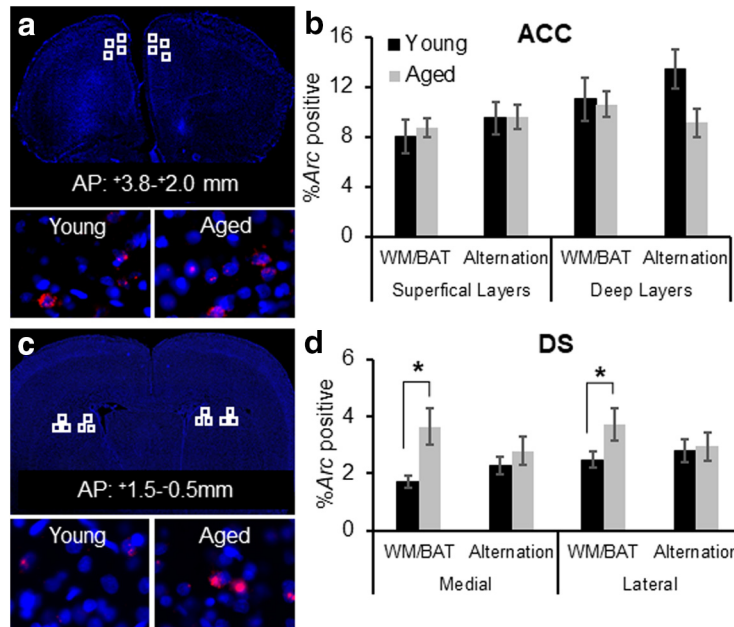 a
AP: +3.8-+2.0 mm
Young Aged
b
ACC
Young
Aged
%Arc positive
16
12
8
4
0
WM/BAT Alternation WM/BAT Alternation
Superfical Layers Deep Layers
c
AP: +1.5--0.5mm
Young Aged
d
DS
%Arc positive
6
4
2
0
* *
WM/BAT Alternation WM/BAT Alternation
Medial Lateral